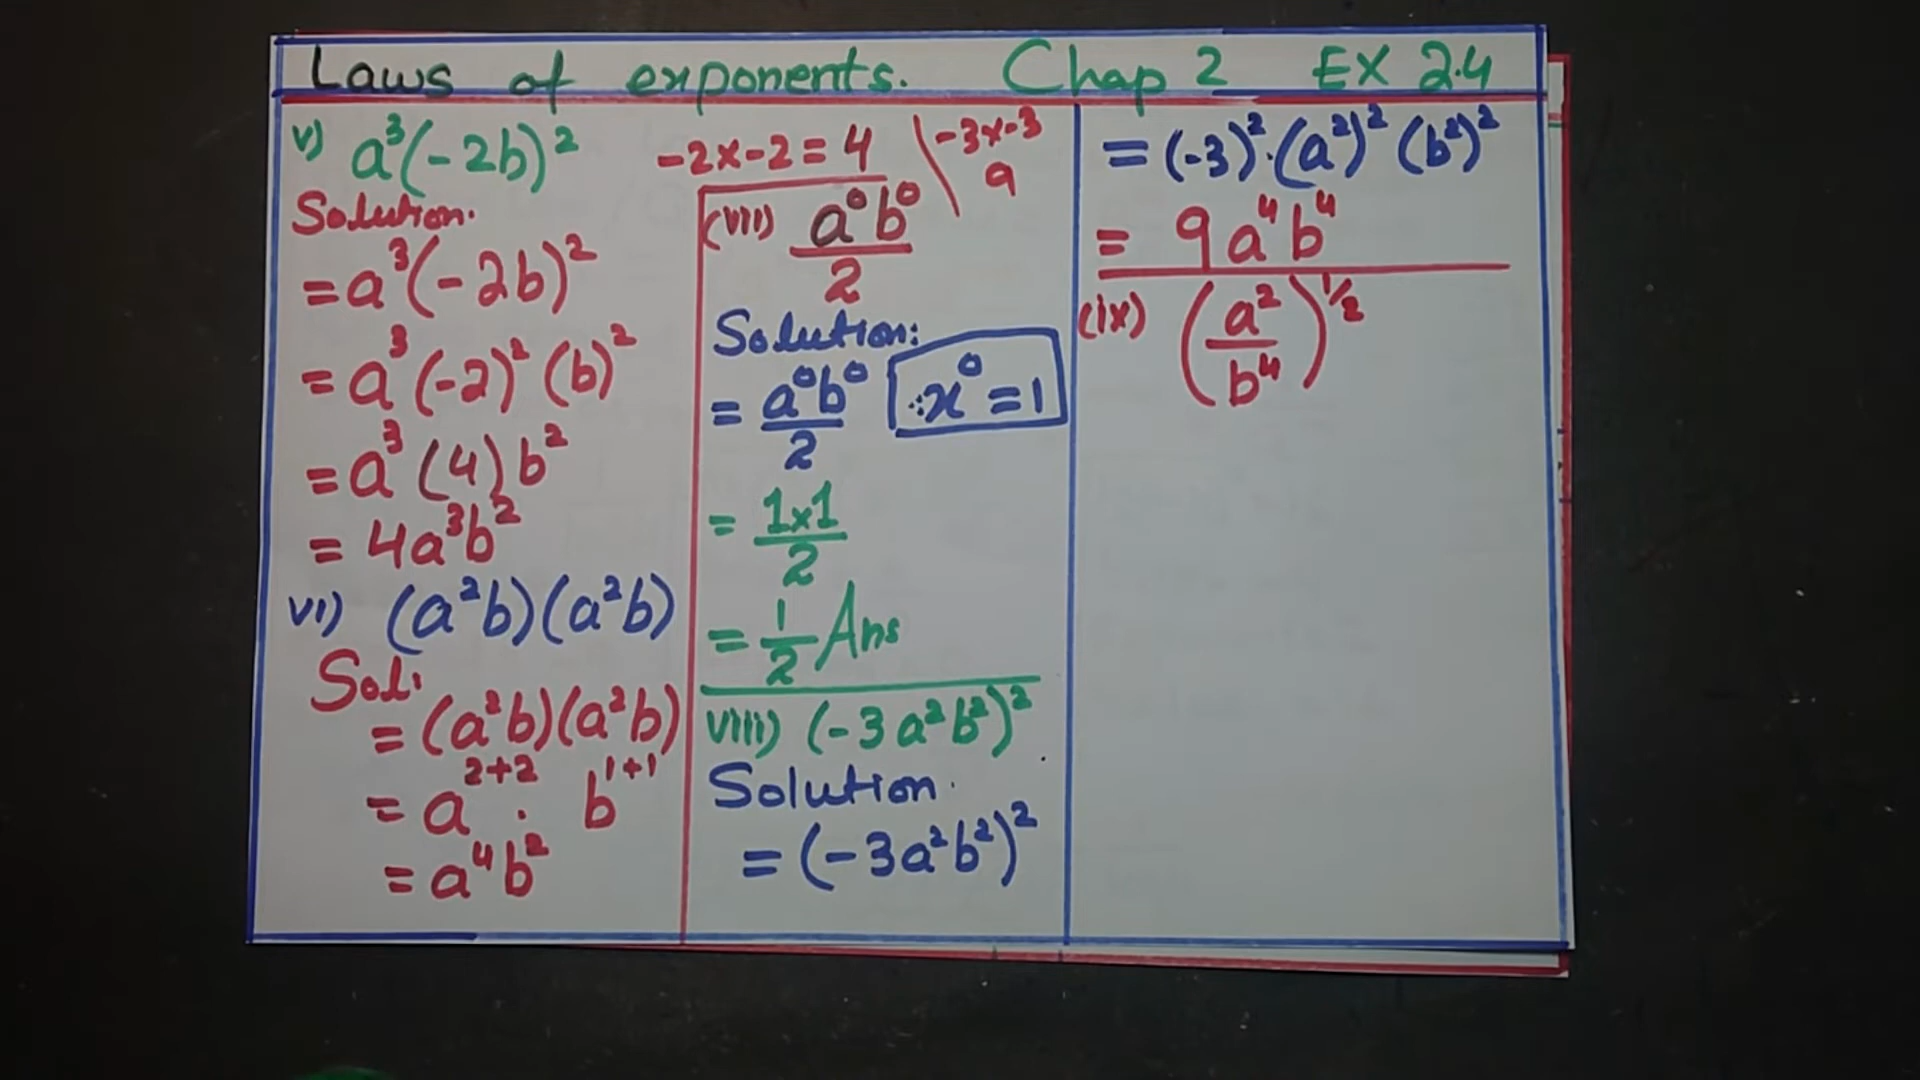 Laws of exponents. Chap 2 EX 2.4
v) a³(-2b)²
Solution.
= a³(-2b)²
= a³(-2)²(b)²
= a³(4)b²
= 4a³b²
vi) (a²b)(a²b)
Sol:
= (a²b)(a²b)
= a²⁺² . b¹⁺¹
= a⁴b²
-2x-2=4
-3x-3
9
(vii) a⁰b⁰
2
Solution:
= a⁰b⁰ ∵x⁰=1
2
= 1x1
2
= 1 Ans
2
viii) (-3a²b²)²
Solution.
= (-3a²b²)²
= (-3)².(a²)²(b²)²
= 9a⁴b⁴
(ix) (a²/b⁴)^1/2